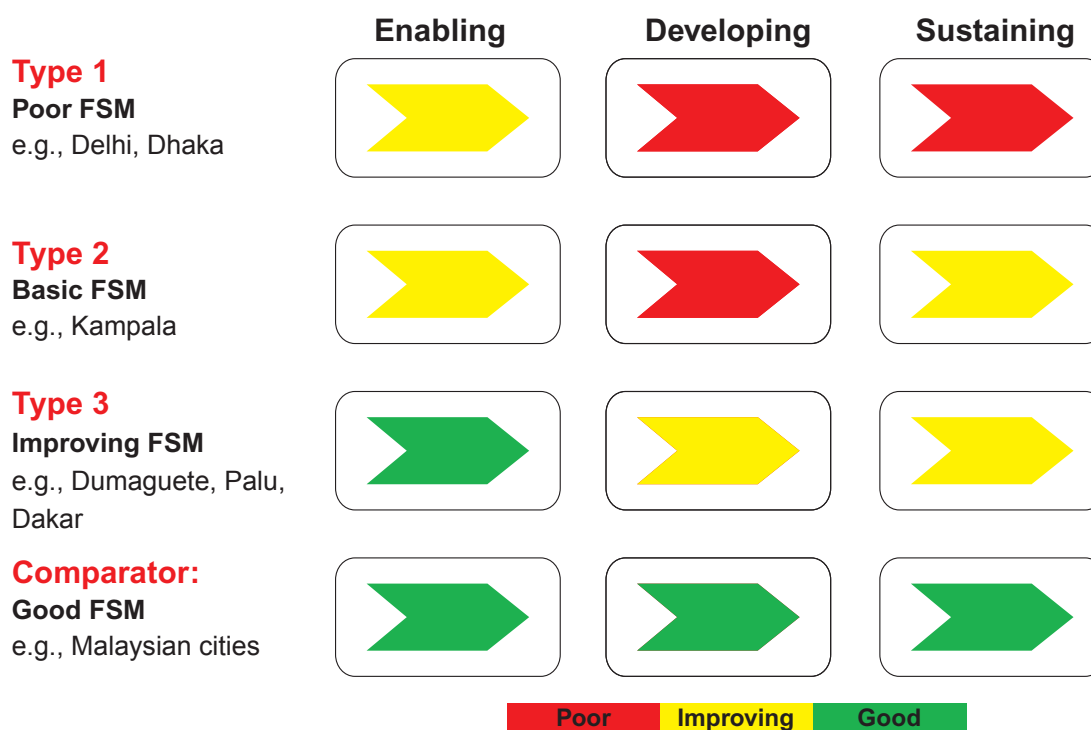 Enabling Developing Sustaining
Type 1
Poor FSM
e.g., Delhi, Dhaka
Type 2
Basic FSM
e.g., Kampala
Type 3
Improving FSM
e.g., Dumaguete, Palu,
Dakar
Comparator:
Good FSM
e.g., Malaysian cities
Poor Improving Good